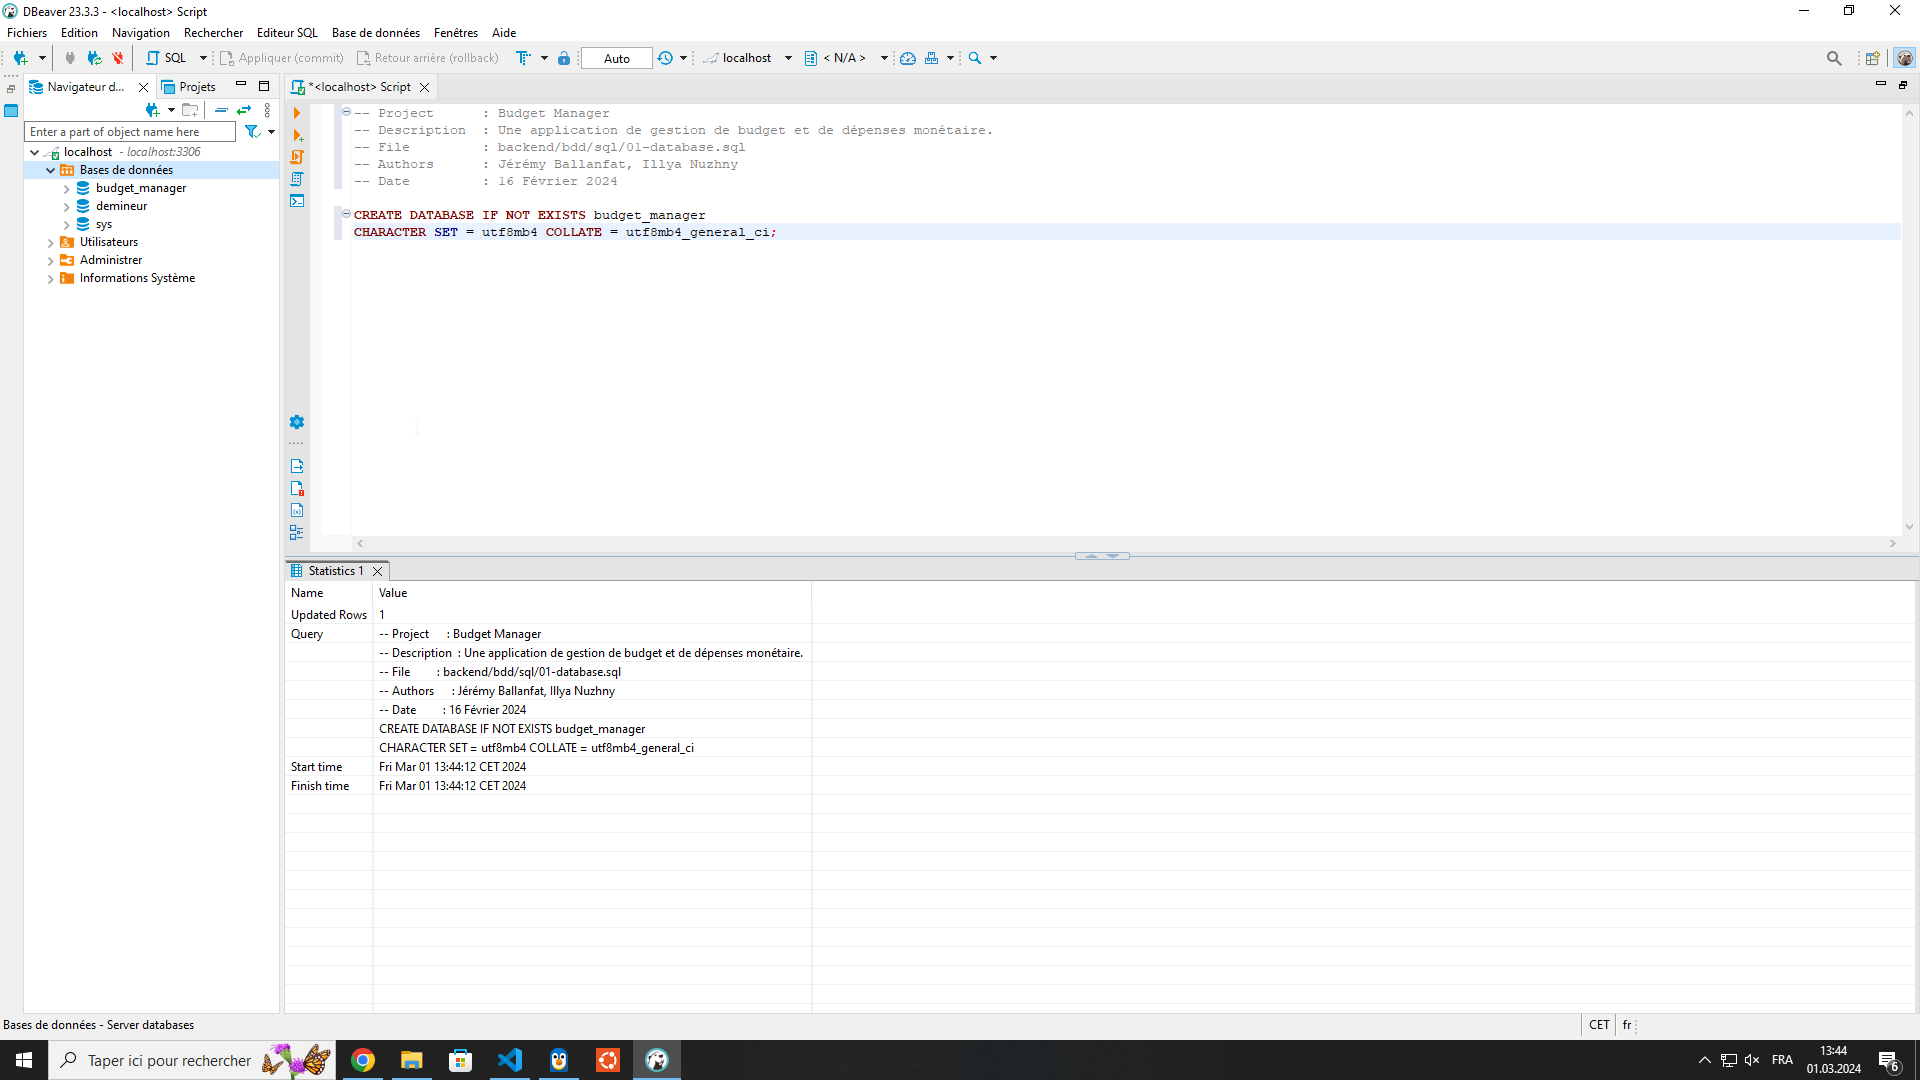 DBeaver 23.3.3 - <localhost> Script
Fichiers Edition Navigation Rechercher Editeur SQL Base de données Fenêtres Aide
SQL Appliquer (commit) Retour arrière (rollback) Auto localhost < N/A >
Navigateur d... Projets
*<localhost> Script
Enter a part of object name here
localhost - localhost:3306
Bases de données
budget_manager
demineur
sys
Utilisateurs
Administrer
Informations Système
-- Project : Budget Manager
-- Description : Une application de gestion de budget et de dépenses monétaire.
-- File : backend/bdd/sql/01-database.sql
-- Authors : Jérémy Ballanfat, Illya Nuzhny
-- Date : 16 Février 2024
CREATE DATABASE IF NOT EXISTS budget_manager
CHARACTER SET = utf8mb4 COLLATE = utf8mb4_general_ci;
Statistics 1
Name Value
Updated Rows 1
Query -- Project : Budget Manager
-- Description : Une application de gestion de budget et de dépenses monétaire.
-- File : backend/bdd/sql/01-database.sql
-- Authors : Jérémy Ballanfat, Illya Nuzhny
-- Date : 16 Février 2024
CREATE DATABASE IF NOT EXISTS budget_manager
CHARACTER SET = utf8mb4 COLLATE = utf8mb4_general_ci
Start time Fri Mar 01 13:44:12 CET 2024
Finish time Fri Mar 01 13:44:12 CET 2024
Bases de données - Server databases
CET fr
Taper ici pour rechercher
FRA
13:44
01.03.2024
6